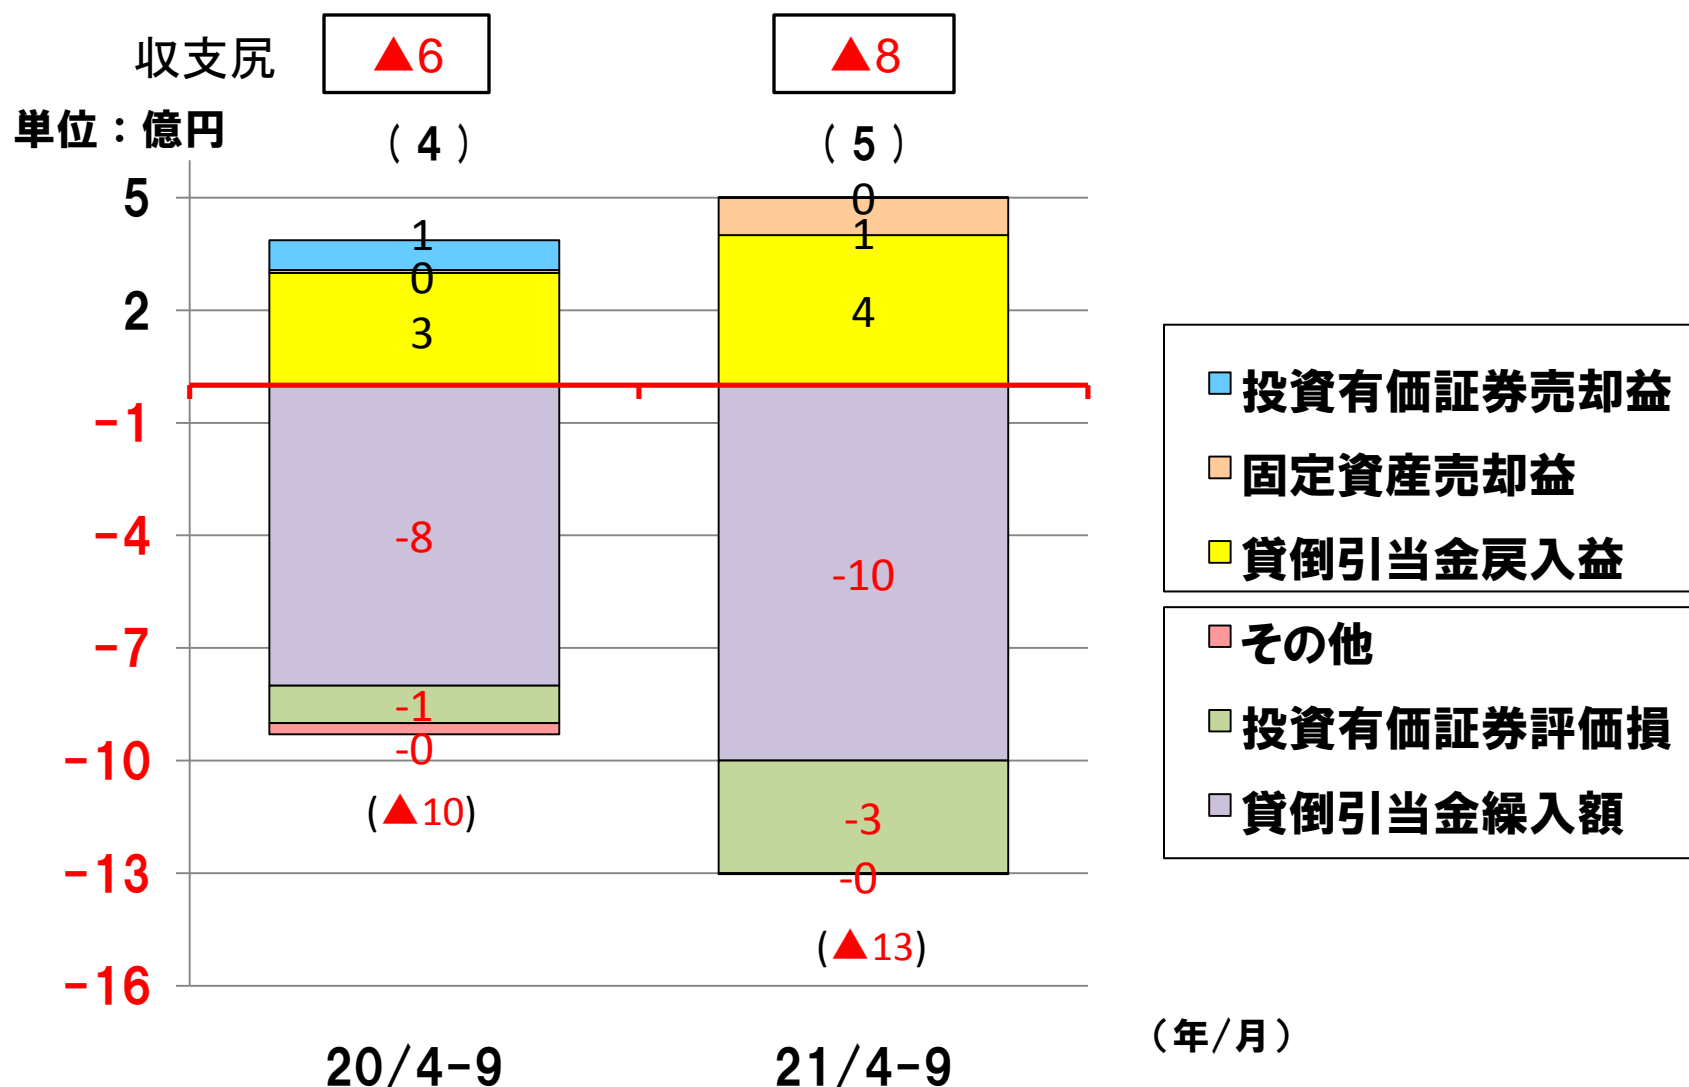 収支尻 ▲6 ▲8
単位：億円 （4） （5）
5
2
-1
-4
-7
-10
-13
-16
1
0
3
-8
-1
-0
(▲10)
0
1
4
-10
-3
-0
(▲13)
20/4-9 21/4-9
（年/月）
投資有価証券売却益
固定資産売却益
貸倒引当金戻入益
その他
投資有価証券評価損
貸倒引当金繰入額